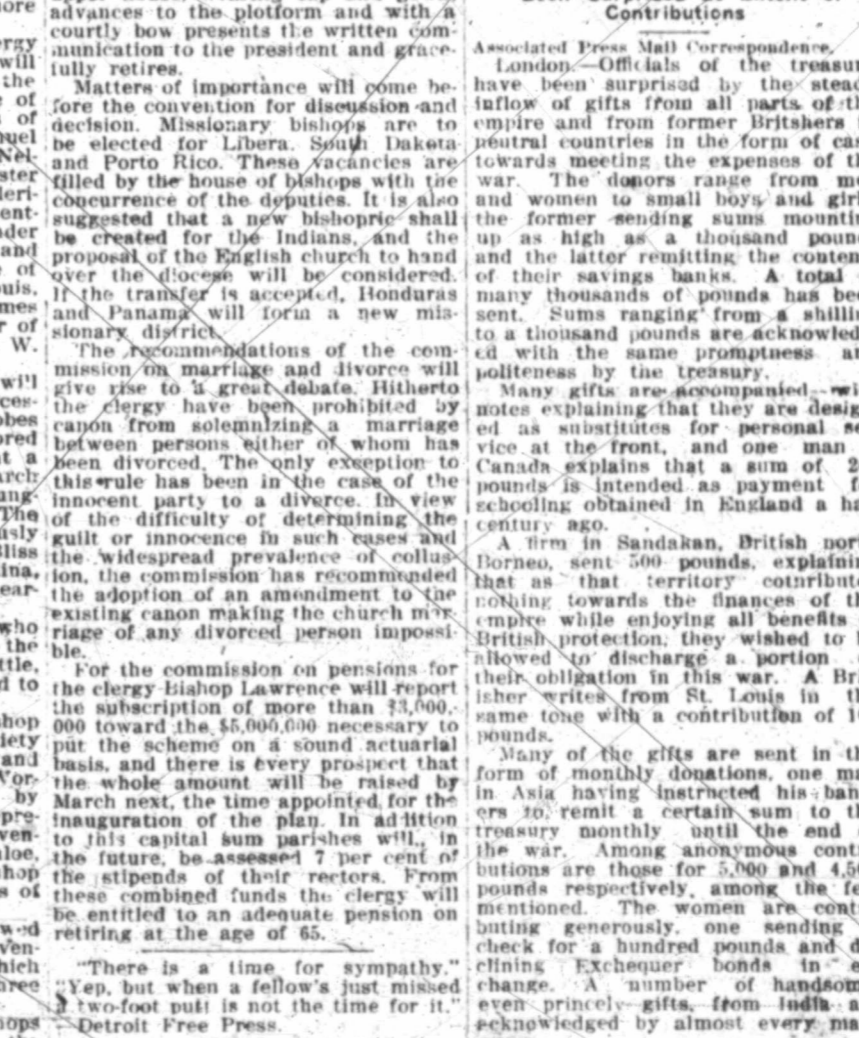 advances to the plotform and with a
courtly bow presents the written com-
munication to the president and grace-
fully retires.
Matters of importance will come be-
fore the convention for discussion and
decision. Missionary bishops are to
be elected for Libera. South Dakota
and Porto Rico. These vacancies are
filled by the house of bishops with the
concurrence of the deputies. It is also
suggested that a new bishopric shall
be created for the Indians, and the
proposal of the English church to hand
over the diocese will be considered.
If the transfer is accepted, Honduras
and Panama will form a new mis-
sionary district.
The recommendations of the com-
mission on marriage and divorce will
give rise to a great debate. Hitherto
the clergy have been prohibited by
canon from solemnizing a marriage
between persons either of whom has
been divorced. The only exception to
this rule has been in the case of the
innocent party to a diverce. In view
of the difficulty of determining the
guilt or innocence in such cases and
the widespread prevalence of collus-
ion, the commission has recommended
the adoption of an amendment to the
existing canon making the church mar-
riage of any divorced person impossi-
ble.
For the commission on pensions for
the clergy Bishop Lawrence will report
the subscription of more than $3,000,-
000 toward the $5,000,000 necessary to
put the scheme on a sound actuarial
basis, and there is every prospect that
the whole amount will be raised by
March next, the time appointed for the
inauguration of the plan. In addition
to this capital sum parishes will, in
the future, be assessed 7 per cent of
the stipends of their rectors. From
these combined funds the clergy will
be entitled to an adequate pension on
retiring at the age of 65.
"There is a time for sympathy."
"Yep, but when a fellow's just missed
a two-foot putt is not the time for it."
—Detroit Free Press.
Contributions
Associated Press Mail Correspondence.
London.—Officials of the treasur
have been surprised by the stead
inflow of gifts from all parts of th
empire and from former Britshers
neutral countries in the form of cas
towards meeting the expenses of th
war. The donors range from me
and women to small boys and girl
the former sending sums mountin
up as high as a thousand poun
and the latter remitting the conten
of their savings banks. A total
many thousands of pounds has bee
sent. Sums ranging from a shillin
to a thousand pounds are acknowled
ed with the same promptness an
politeness by the treasury.
Many gifts are accompanied wi
notes explaining that they are desig
ed as substitutes for personal se
vice at the front, and one man
Canada explains that a sum of 2
pounds is intended as payment f
schooling obtained in England a ha
century ago.
A firm in Sandakan, British nor
Borneo, sent 500 pounds, explainin
that as that territory cotnribut
nothing towards the finances of th
empire while enjoying all benefits
British protection, they wished to
allowed to discharge a portion
their obligation in this war. A Bri
isher writes from St. Louis in th
same tone with a contribution of 1
pounds.
Many of the gifts are sent in th
form of monthly donations, one ma
in Asia having instructed his ban
ers to remit a certain sum to th
treasury monthly until the end
the war. Among anonymous cont
butions are those for 5,000 and 4,50
pounds respectively, among the fe
mentioned. The women are cont
buting generously, one sending
check for a hundred pounds and d
clining Exchequer bonds in e
change. A number of handsom
even princely gifts, from India a
acknowledged by almost every ma